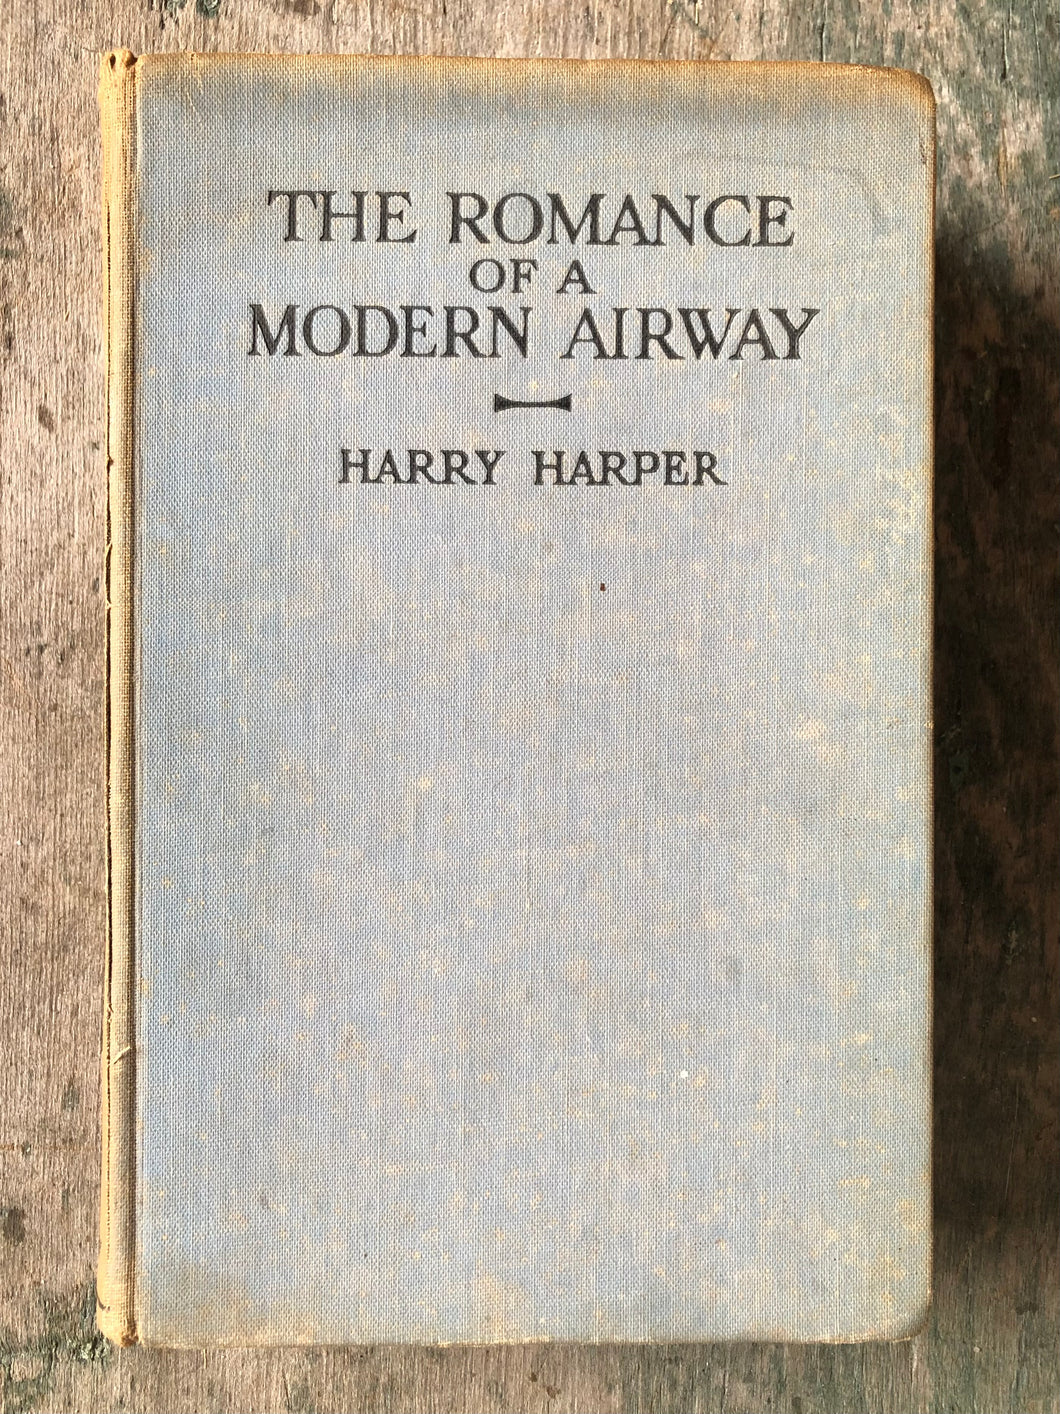 THE ROMANCE
OF A
MODERN AIRWAY
HARRY HARPER